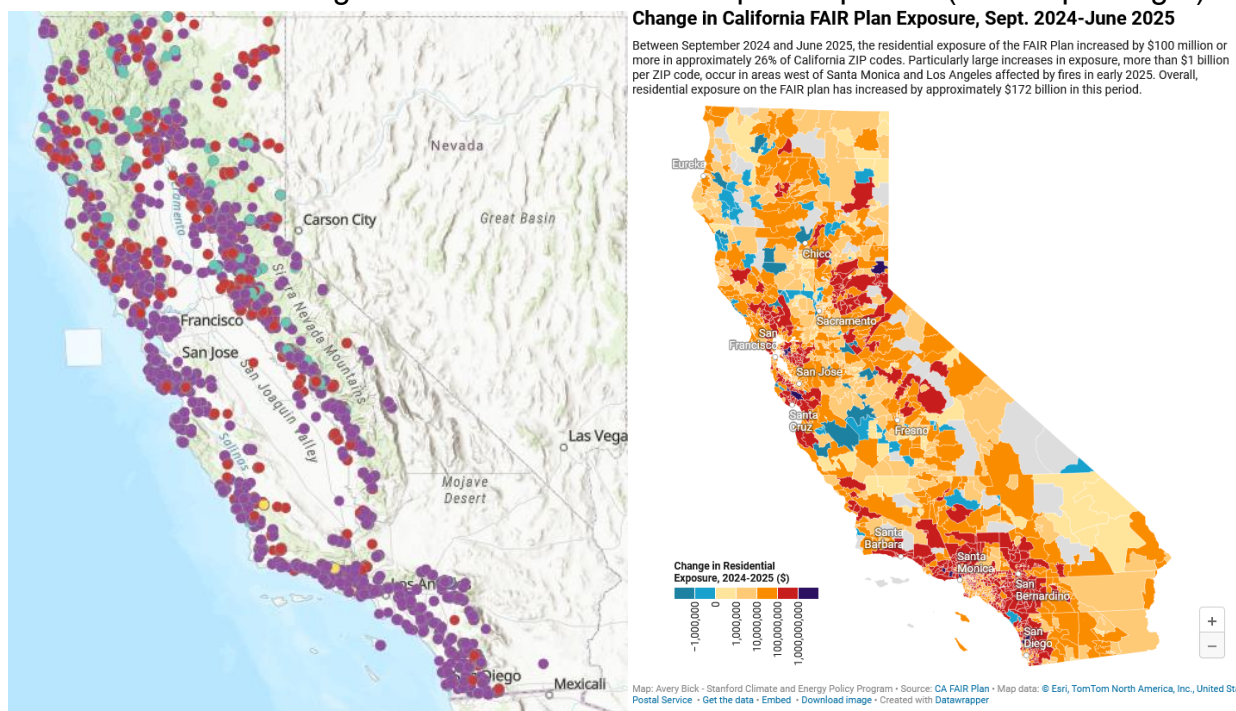 Change in California FAIR Plan Exposure, Sept. 2024-June 2025
Between September 2024 and June 2025, the residential exposure of the FAIR Plan increased by $100 million or
more in approximately 26% of California ZIP codes. Particularly large increases in exposure, more than $1 billion
per ZIP code, occur in areas west of Santa Monica and Los Angeles affected by fires in early 2025. Overall,
residential exposure on the FAIR plan has increased by approximately $172 billion in this period.
Nevada
Great Basin
Carson City
Sierra Nevada Mountains
Francisco
San Jose
San Joaquin Valley
Salinas
Las Vega
Mojave
Desert
Los Angeles
Diego
Mexicali
Eureka
Chico
Sacramento
San
Francisco
San Jose
Santa
Cruz
Fresno
Santa
Barbara
Santa
Monica
San
Bernardino
San
Diego
Change in Residential
Exposure, 2024-2025 ($)
-1,000,000
0
1,000,000
10,000,000
100,000,000
1,000,000,000
+
−
Map: Avery Bick · Stanford Climate and Energy Policy Program · Source: CA FAIR Plan · Map data: © Esri, TomTom North America, Inc., United St
Postal Service · Get the data · Embed · Download image · Created with Datawrapper